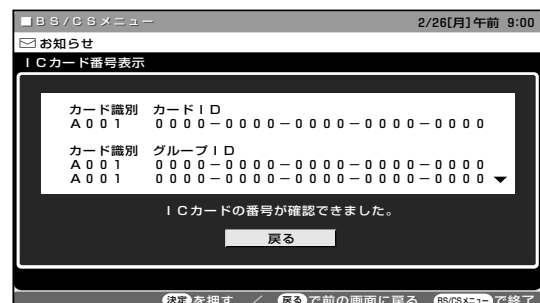 ■BS/CSメニュー 2/26[月]午前 9:00
お知らせ
ICカード番号表示
カード識別 カードID
A001 0000－0000－0000－0000－0000
カード識別 グループID
A001 0000－0000－0000－0000－0000
A001 0000－0000－0000－0000－0000
ICカードの番号が確認できました。
戻る
決定を押す ／ 戻るで前の画面に戻る BS/CSメニューで終了